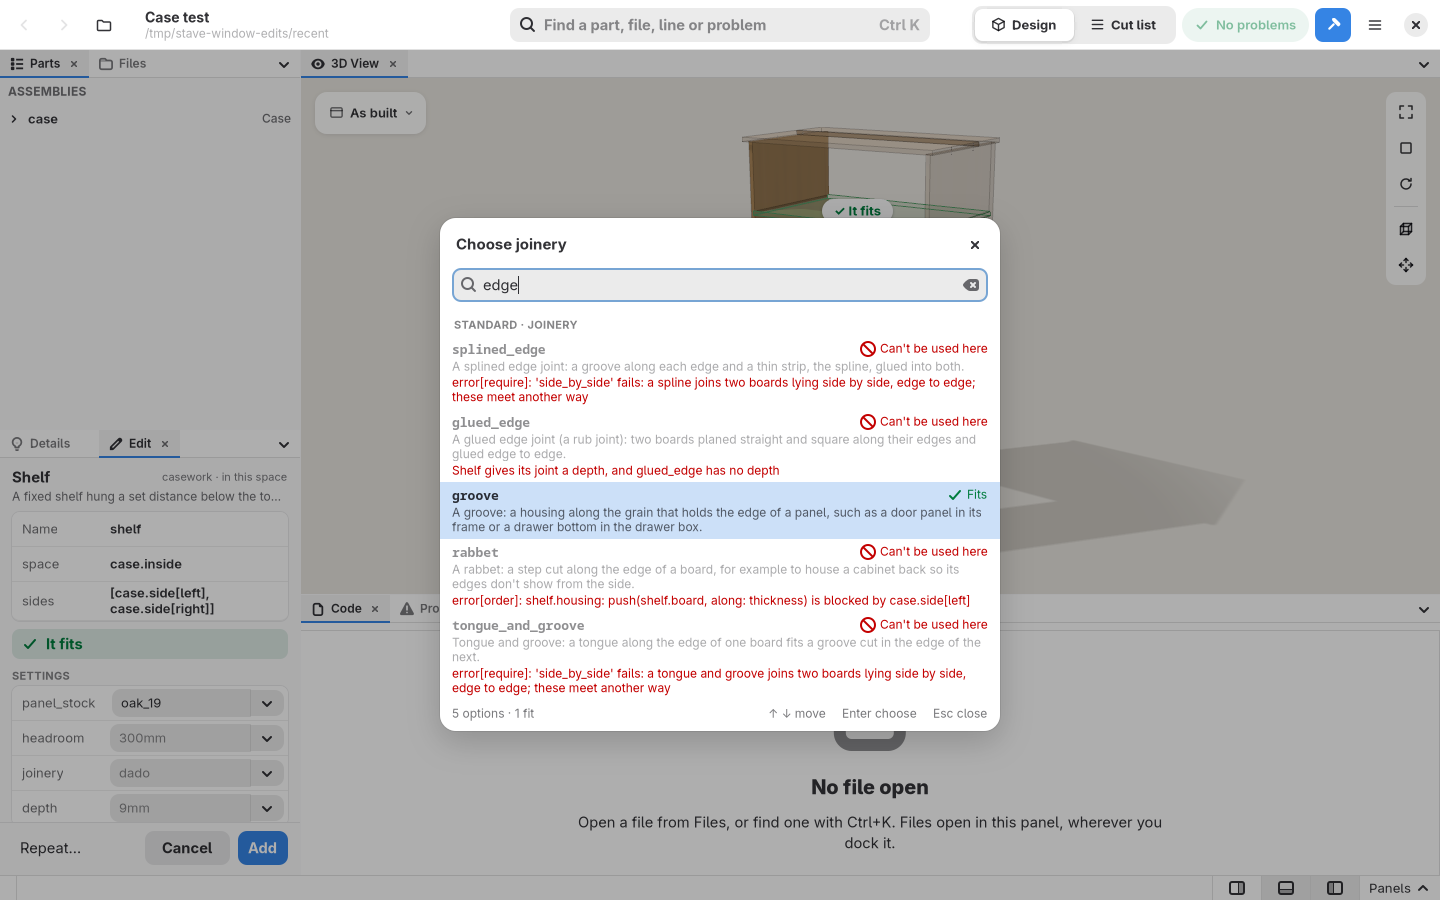 Case test
/tmp/stave-window-edits/recent
Find a part, file, line or problem
Ctrl K
Design
Cut list
No problems
Parts
Files
3D View
ASSEMBLIES
case
Case
As built
It fits
Choose joinery
edge
STANDARD · JOINERY
splined_edge
Can't be used here
A splined edge joint: a groove along each edge and a thin strip, the spline, glued into both.
error[require]: 'side_by_side' fails: a spline joins two boards lying side by side, edge to edge;
these meet another way
glued_edge
Can't be used here
A glued edge joint (a rub joint): two boards planed straight and square along their edges and
glued edge to edge.
Shelf gives its joint a depth, and glued_edge has no depth
groove
Fits
A groove: a housing along the grain that holds the edge of a panel, such as a door panel in its
frame or a drawer bottom in the drawer box.
rabbet
Can't be used here
A rabbet: a step cut along the edge of a board, for example to house a cabinet back so its
edges don't show from the side.
error[order]: shelf.housing: push(shelf.board, along: thickness) is blocked by case.side[left]
tongue_and_groove
Can't be used here
Tongue and groove: a tongue along the edge of one board fits a groove cut in the edge of the
next.
error[require]: 'side_by_side' fails: a tongue and groove joins two boards lying side by side,
edge to edge; these meet another way
5 options · 1 fit
↑ ↓ move
Enter choose
Esc close
Details
Edit
Shelf
casework · in this space
A fixed shelf hung a set distance below the to...
Name
shelf
space
case.inside
sides
[case.side[left],
case.side[right]]
It fits
SETTINGS
panel_stock
oak_19
headroom
300mm
joinery
dado
depth
9mm
Repeat...
Cancel
Add
Code
Pro
No file open
Open a file from Files, or find one with Ctrl+K. Files open in this panel, wherever you
dock it.
Panels